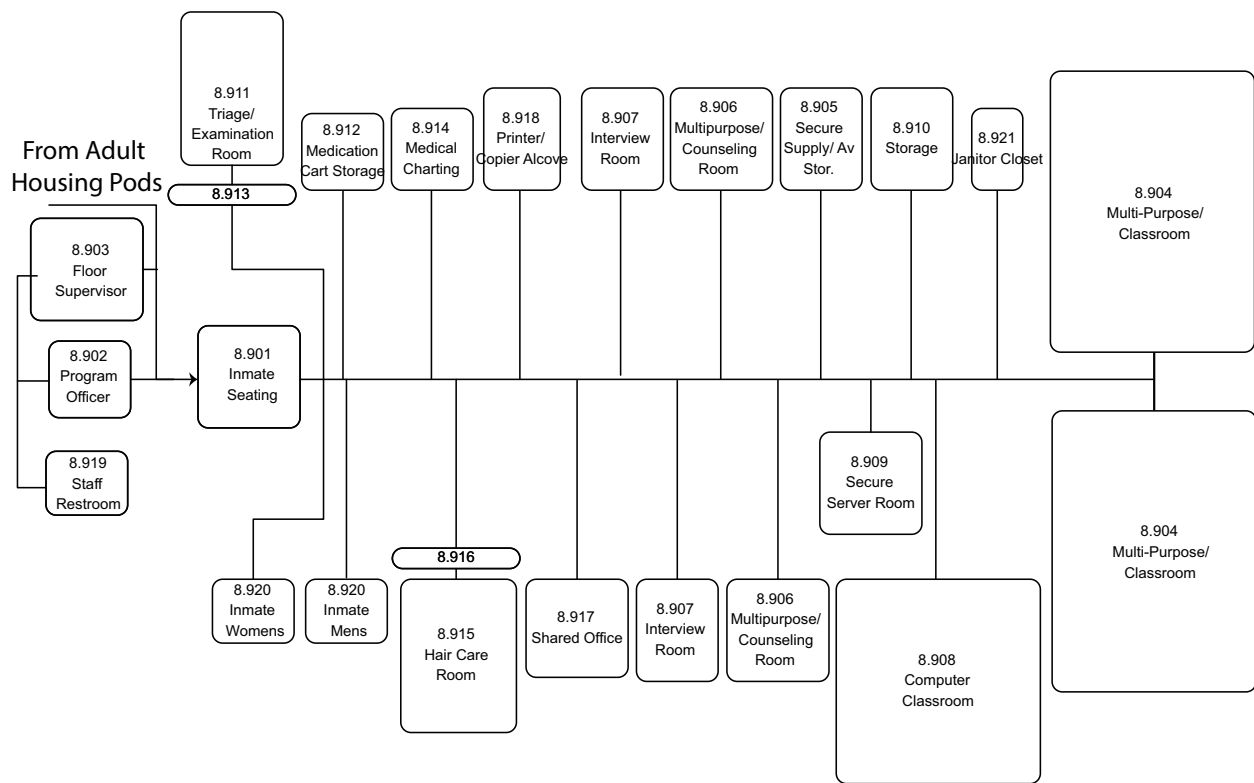 From Adult
Housing Pods
8.911
Triage/
Examination
Room
8.913
8.912
Medication
Cart Storage
8.914
Medical
Charting
8.918
Printer/
Copier Alcove
8.907
Interview
Room
8.906
Multipurpose/
Counseling
Room
8.905
Secure
Supply/ Av
Stor.
8.910
Storage
8.921
Janitor Closet
8.904
Multi-Purpose/
Classroom
8.903
Floor
Supervisor
8.902
Program
Officer
8.901
Inmate
Seating
8.919
Staff
Restroom
8.909
Secure
Server Room
8.904
Multi-Purpose/
Classroom
8.920
Inmate
Womens
8.920
Inmate
Mens
8.916
8.915
Hair Care
Room
8.917
Shared Office
8.907
Interview
Room
8.906
Multipurpose/
Counseling
Room
8.908
Computer
Classroom